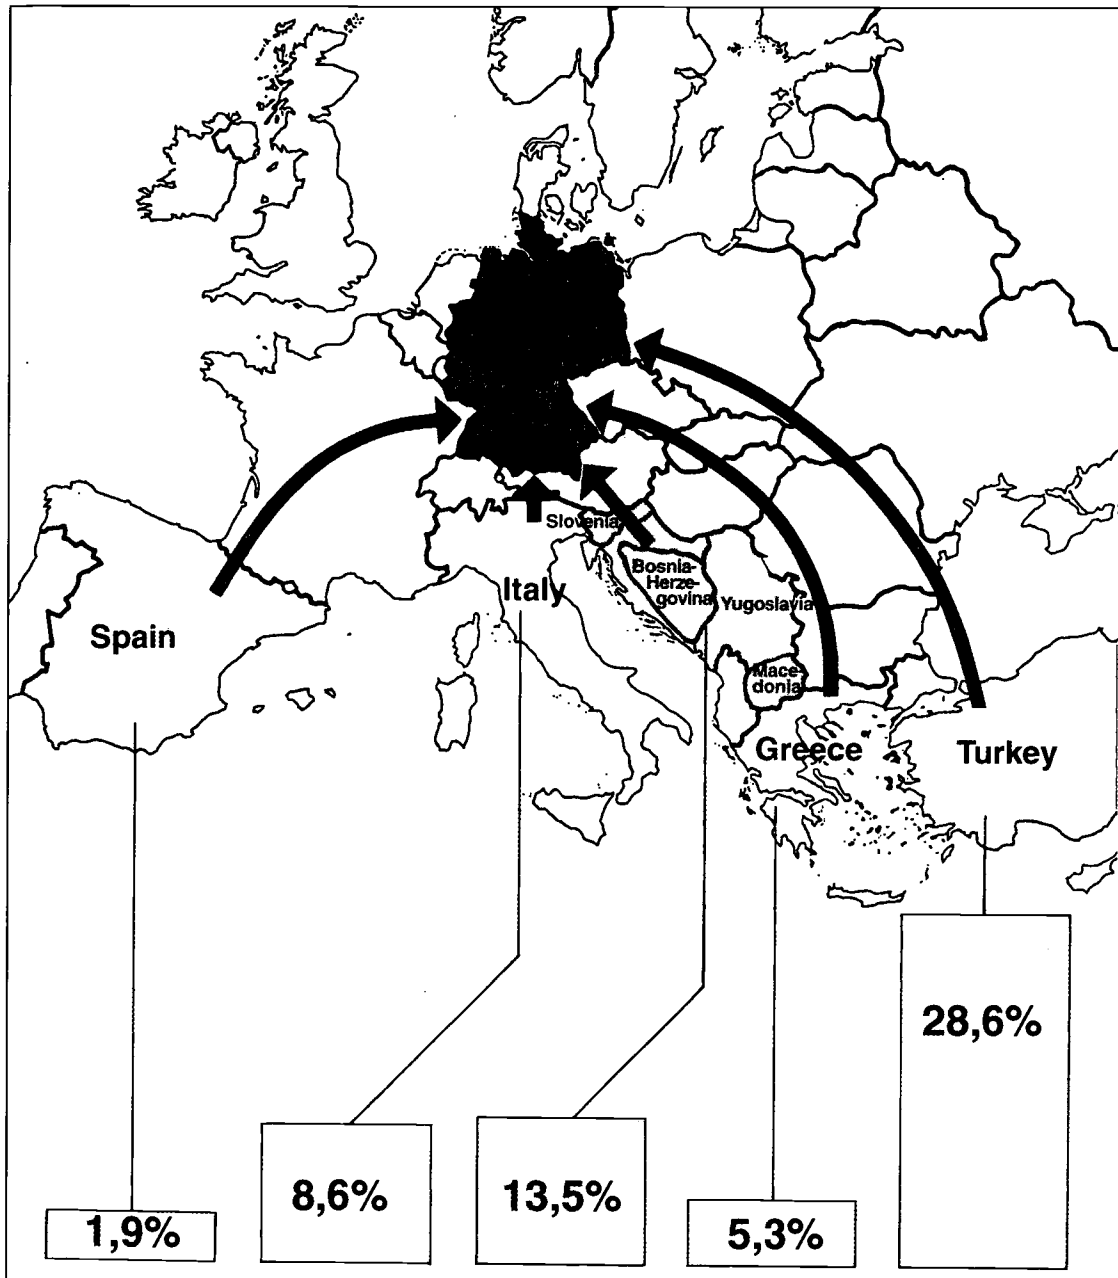 Slovenia
Bosnia-
Herze-
govina
Italy
Yugoslavia
Spain
Mace-
donia
Greece
Turkey
28,6%
8,6%
13,5%
1,9%
5,3%